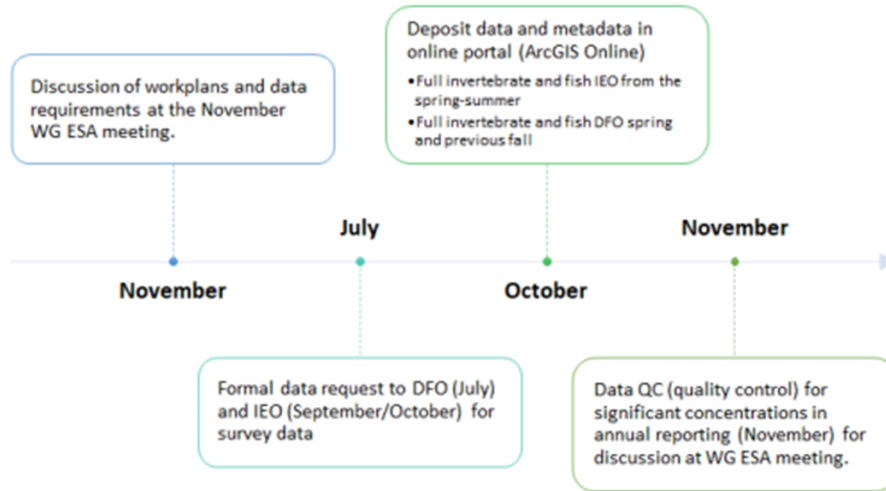 Discussion of workplans and data
requirements at the November
WG ESA meeting.
Deposit data and metadata in
online portal (ArcGIS Online)
•Full invertebrate and fish IEO from the
spring-summer
•Full invertebrate and fish DFO spring
and previous fall
July
November
November
October
Formal data request to DFO (July)
and IEO (September/October) for
survey data
Data QC (quality control) for
significant concentrations in
annual reporting (November) for
discussion at WG ESA meeting.